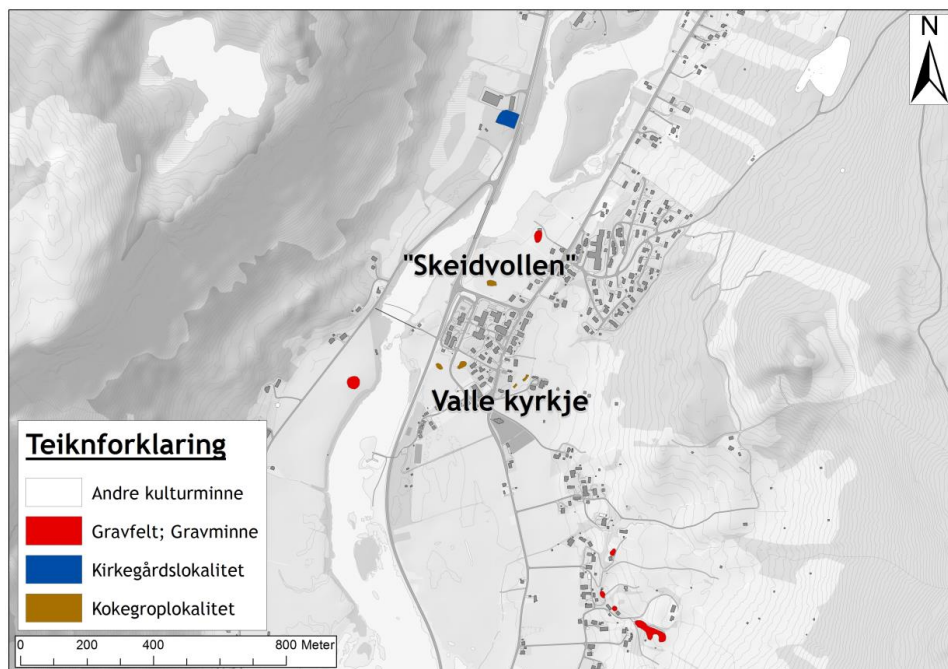 N
"Skeidvollen"
Valle kyrkje
Teiknforklaring
Andre kulturminne
Gravfelt; Gravminne
Kirkegårdslokalitet
Kokegroplokalitet
0 200 400 800 Meter